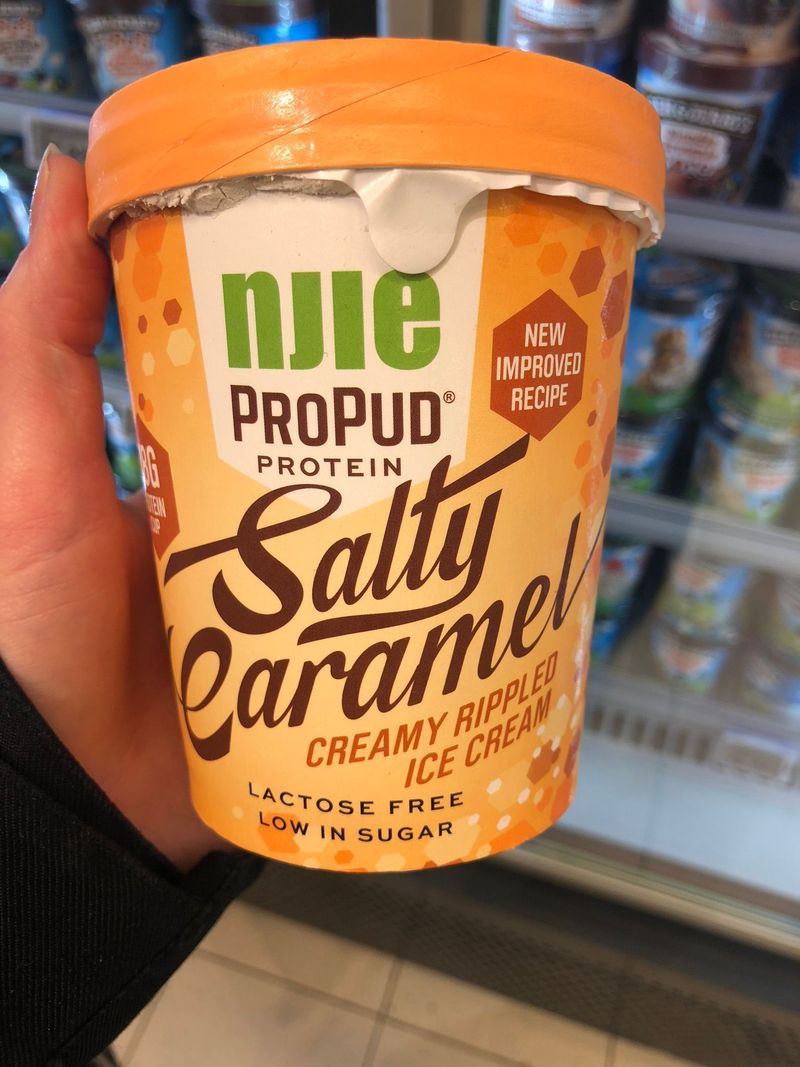 njie
PROPUD®
PROTEIN
NEW
IMPROVED
RECIPE
Salty
Caramel
CREAMY RIPPLED
ICE CREAM
LACTOSE FREE
LOW IN SUGAR